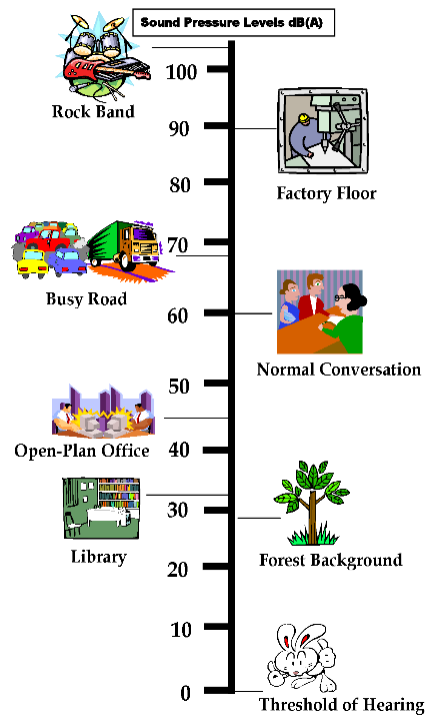 Sound Pressure Levels dB(A)
100
Rock Band
90
Factory Floor
80
70
Busy Road
60
Normal Conversation
50
Open-Plan Office
40
30
Library
Forest Background
20
10
0
Threshold of Hearing